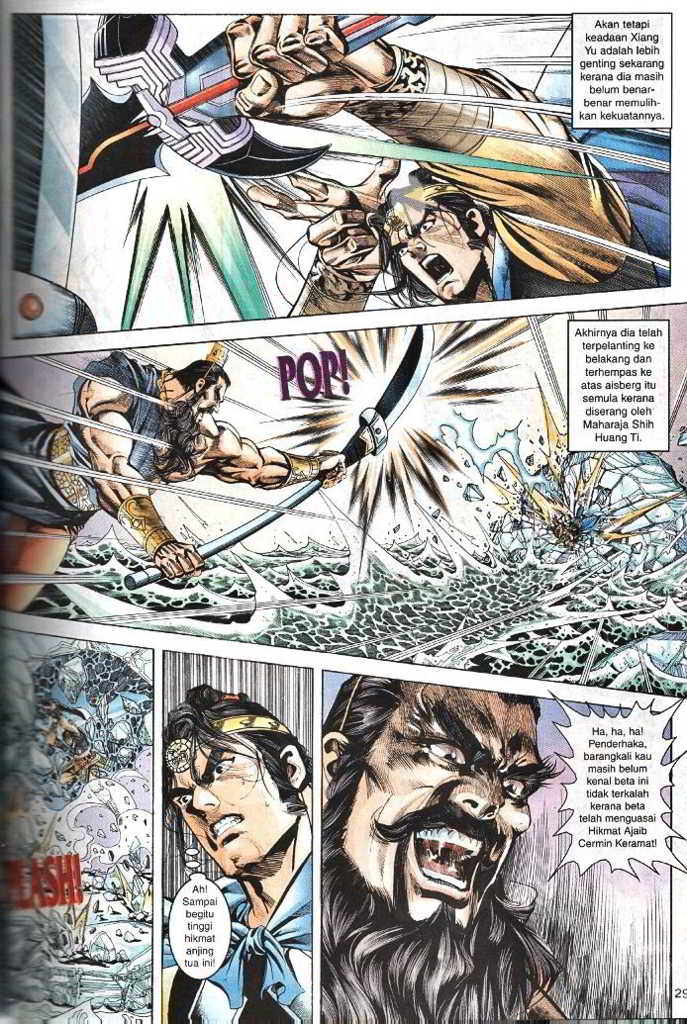 Akan tetapi
keadaan Xiang
Yu adalah lebih
genting sekarang
kerana dia masih
belum benar-
benar memulih-
kan kekuatannya.
POP!
Akhirnya dia telah
terpelanting ke
belakang dan
terhempas ke
atas aisberg itu
semula kerana
diserang oleh
Maharaja Shih
Huang Ti.
LASH!
Ah!
Sampai
begitu
tinggi
hikmat
anjing
tua ini!
Ha, ha, ha!
Penderhaka,
barangkali kau
masih belum
kenal beta ini
tidak terkalah
kerana beta
telah menguasai
Hikmat Ajaib
Cermin Keramat!
29